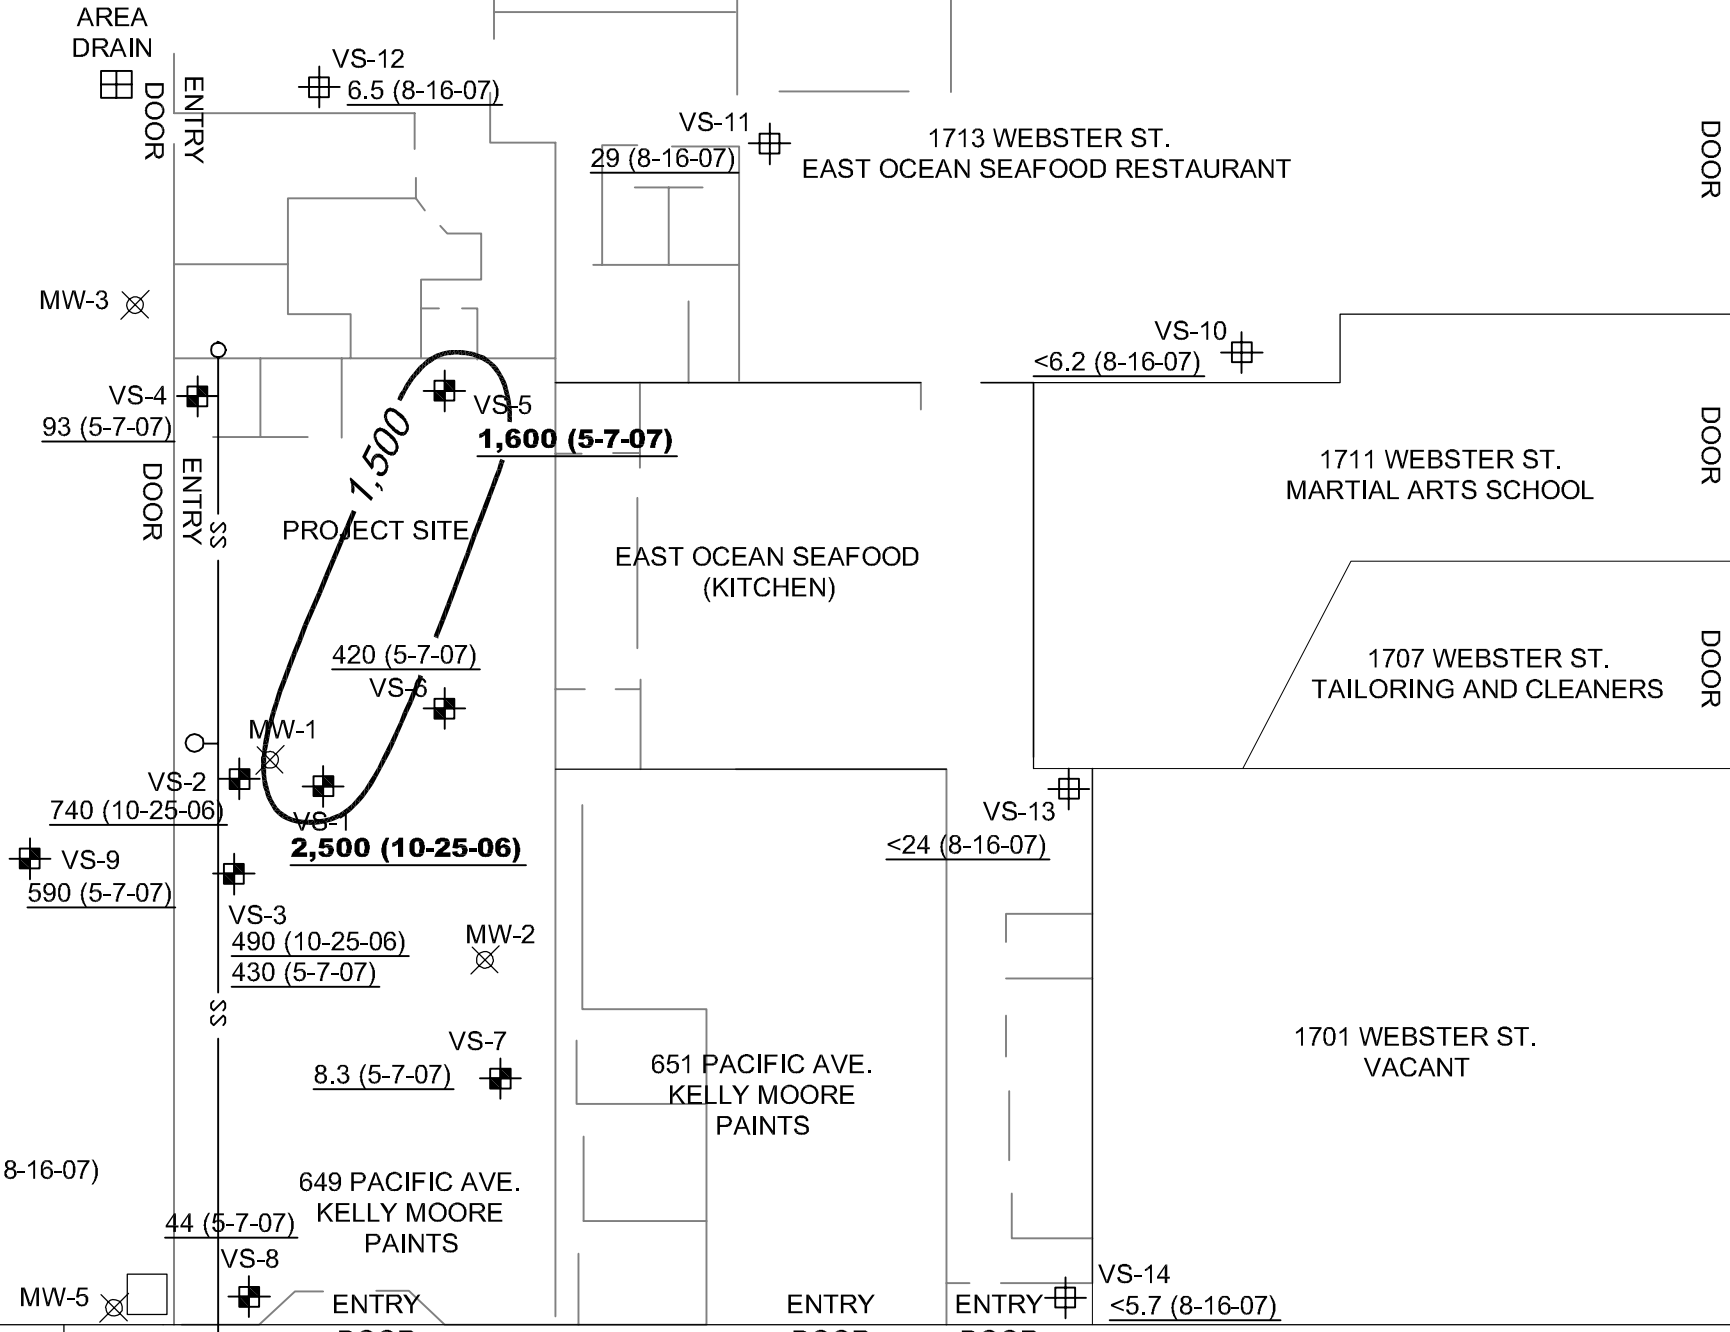 AREA
DRAIN
ENTRY
DOOR
VS-12
6.5 (8-16-07)
VS-11
29 (8-16-07)
1713 WEBSTER ST.
EAST OCEAN SEAFOOD RESTAURANT
DOOR
MW-3
VS-10
<6.2 (8-16-07)
VS-4
93 (5-7-07)
VS-5
1,600 (5-7-07)
1,500
DOOR
1711 WEBSTER ST.
MARTIAL ARTS SCHOOL
ENTRY
DOOR
SS
PROJECT SITE
EAST OCEAN SEAFOOD
(KITCHEN)
420 (5-7-07)
VS-6
1707 WEBSTER ST.
TAILORING AND CLEANERS
DOOR
MW-1
VS-2
740 (10-25-06)
VS-1
2,500 (10-25-06)
VS-13
<24 (8-16-07)
VS-9
590 (5-7-07)
VS-3
490 (10-25-06)
430 (5-7-07)
MW-2
SS
VS-7
8.3 (5-7-07)
651 PACIFIC AVE.
KELLY MOORE
PAINTS
1701 WEBSTER ST.
VACANT
8-16-07)
649 PACIFIC AVE.
KELLY MOORE
PAINTS
44 (5-7-07)
VS-8
MW-5
VS-14
<5.7 (8-16-07)
ENTRY
DOOR
ENTRY
DOOR
ENTRY
DOOR